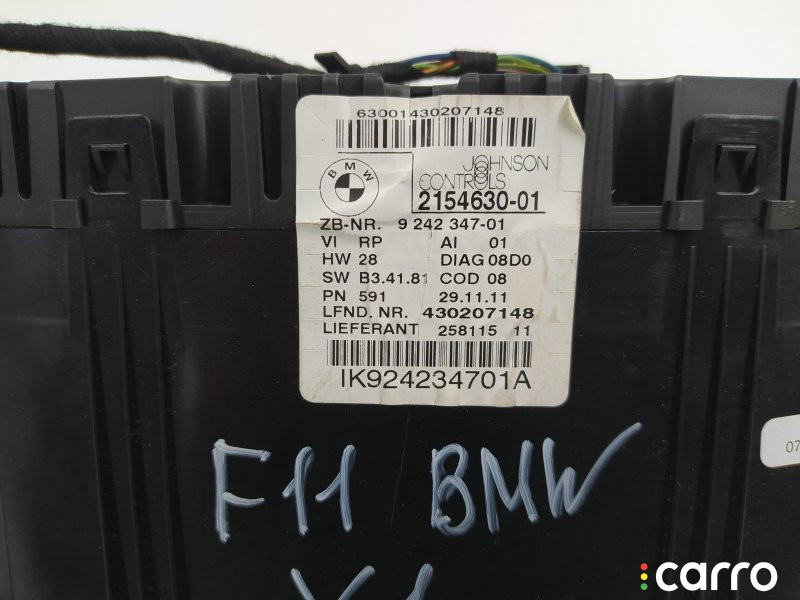 63001430207148
BMW
JOHNSON
CONTROLS
2154630-01
ZB-NR. 9 242 347-01
VI RP AI 01
HW 28 DIAG 08D0
SW B3.41.81 COD 08
PN 591 29.11.11
LFND. NR. 430207148
LIEFERANT 258115 11
IK924234701A
07
F11 BMW
carro